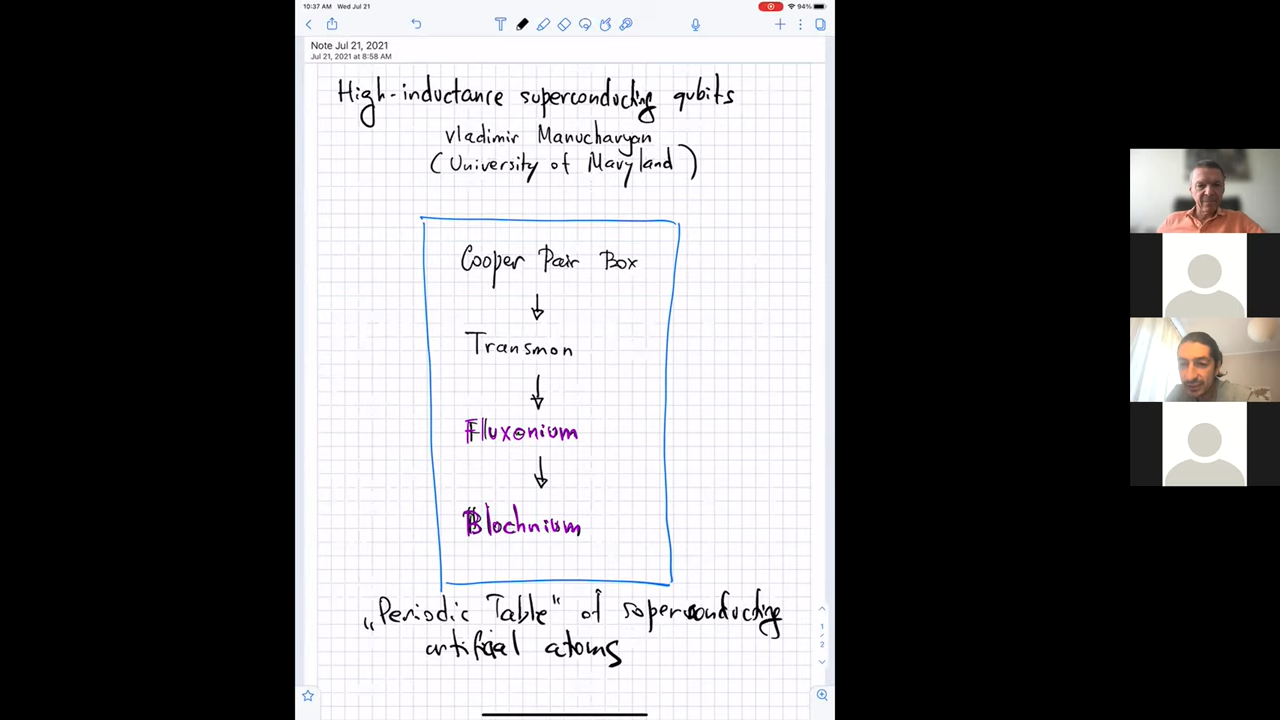 10:37 AM Wed Jul 21
94%
Note Jul 21, 2021
Jul 21, 2021 at 8:58 AM
High-inductance superconducting qubits
Vladimir Manucharyan
(University of Maryland)
Cooper Pair Box
Transmon
Fluxonium
Blochnium
„Periodic Table" of superconducting
artificial atoms
1
/
2